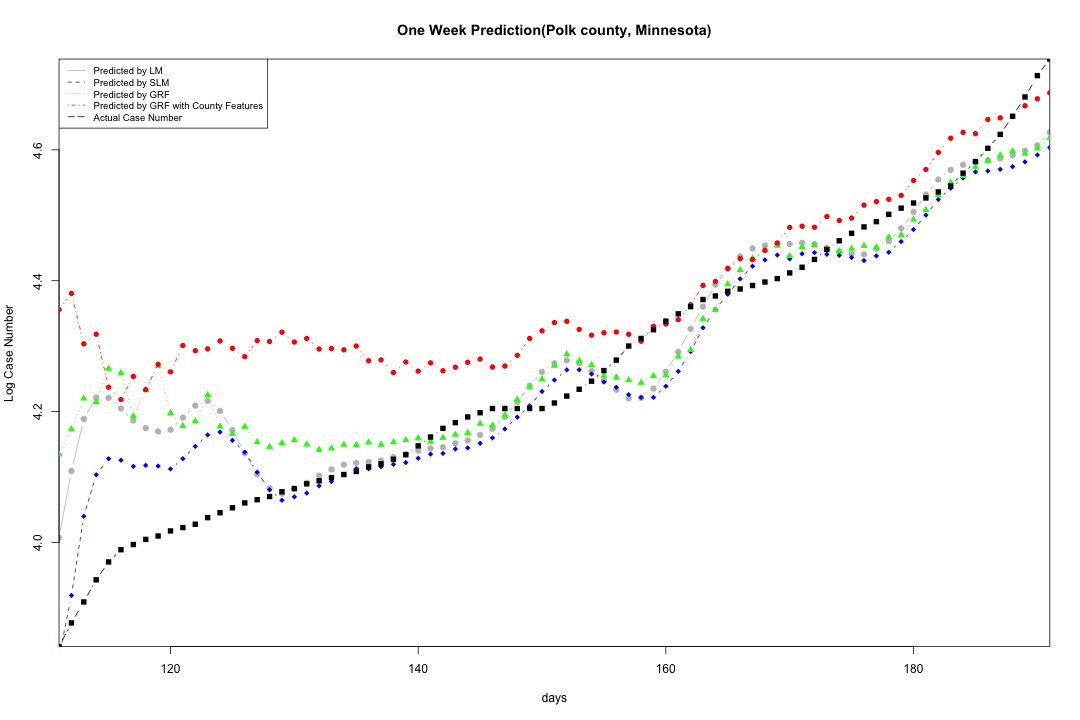 One Week Prediction(Polk county, Minnesota)
Predicted by LM
Predicted by SLM
Predicted by GRF
Predicted by GRF with County Features
Actual Case Number
4.6
4.4
4.2
4.0
Log Case Number
120 140 160 180
days